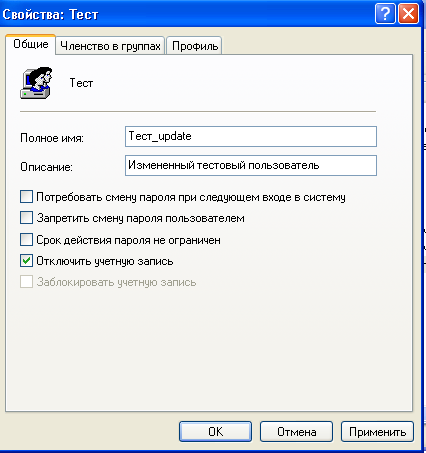 Свойства: Тест
Общие Членство в группах Профиль
Тест
Полное имя: Тест_update
Описание: Измененный тестовый пользователь
Потребовать смену пароля при следующем входе в систему
Запретить смену пароля пользователем
Срок действия пароля не ограничен
Отключить учетную запись
Заблокировать учетную запись
OK Отмена Применить